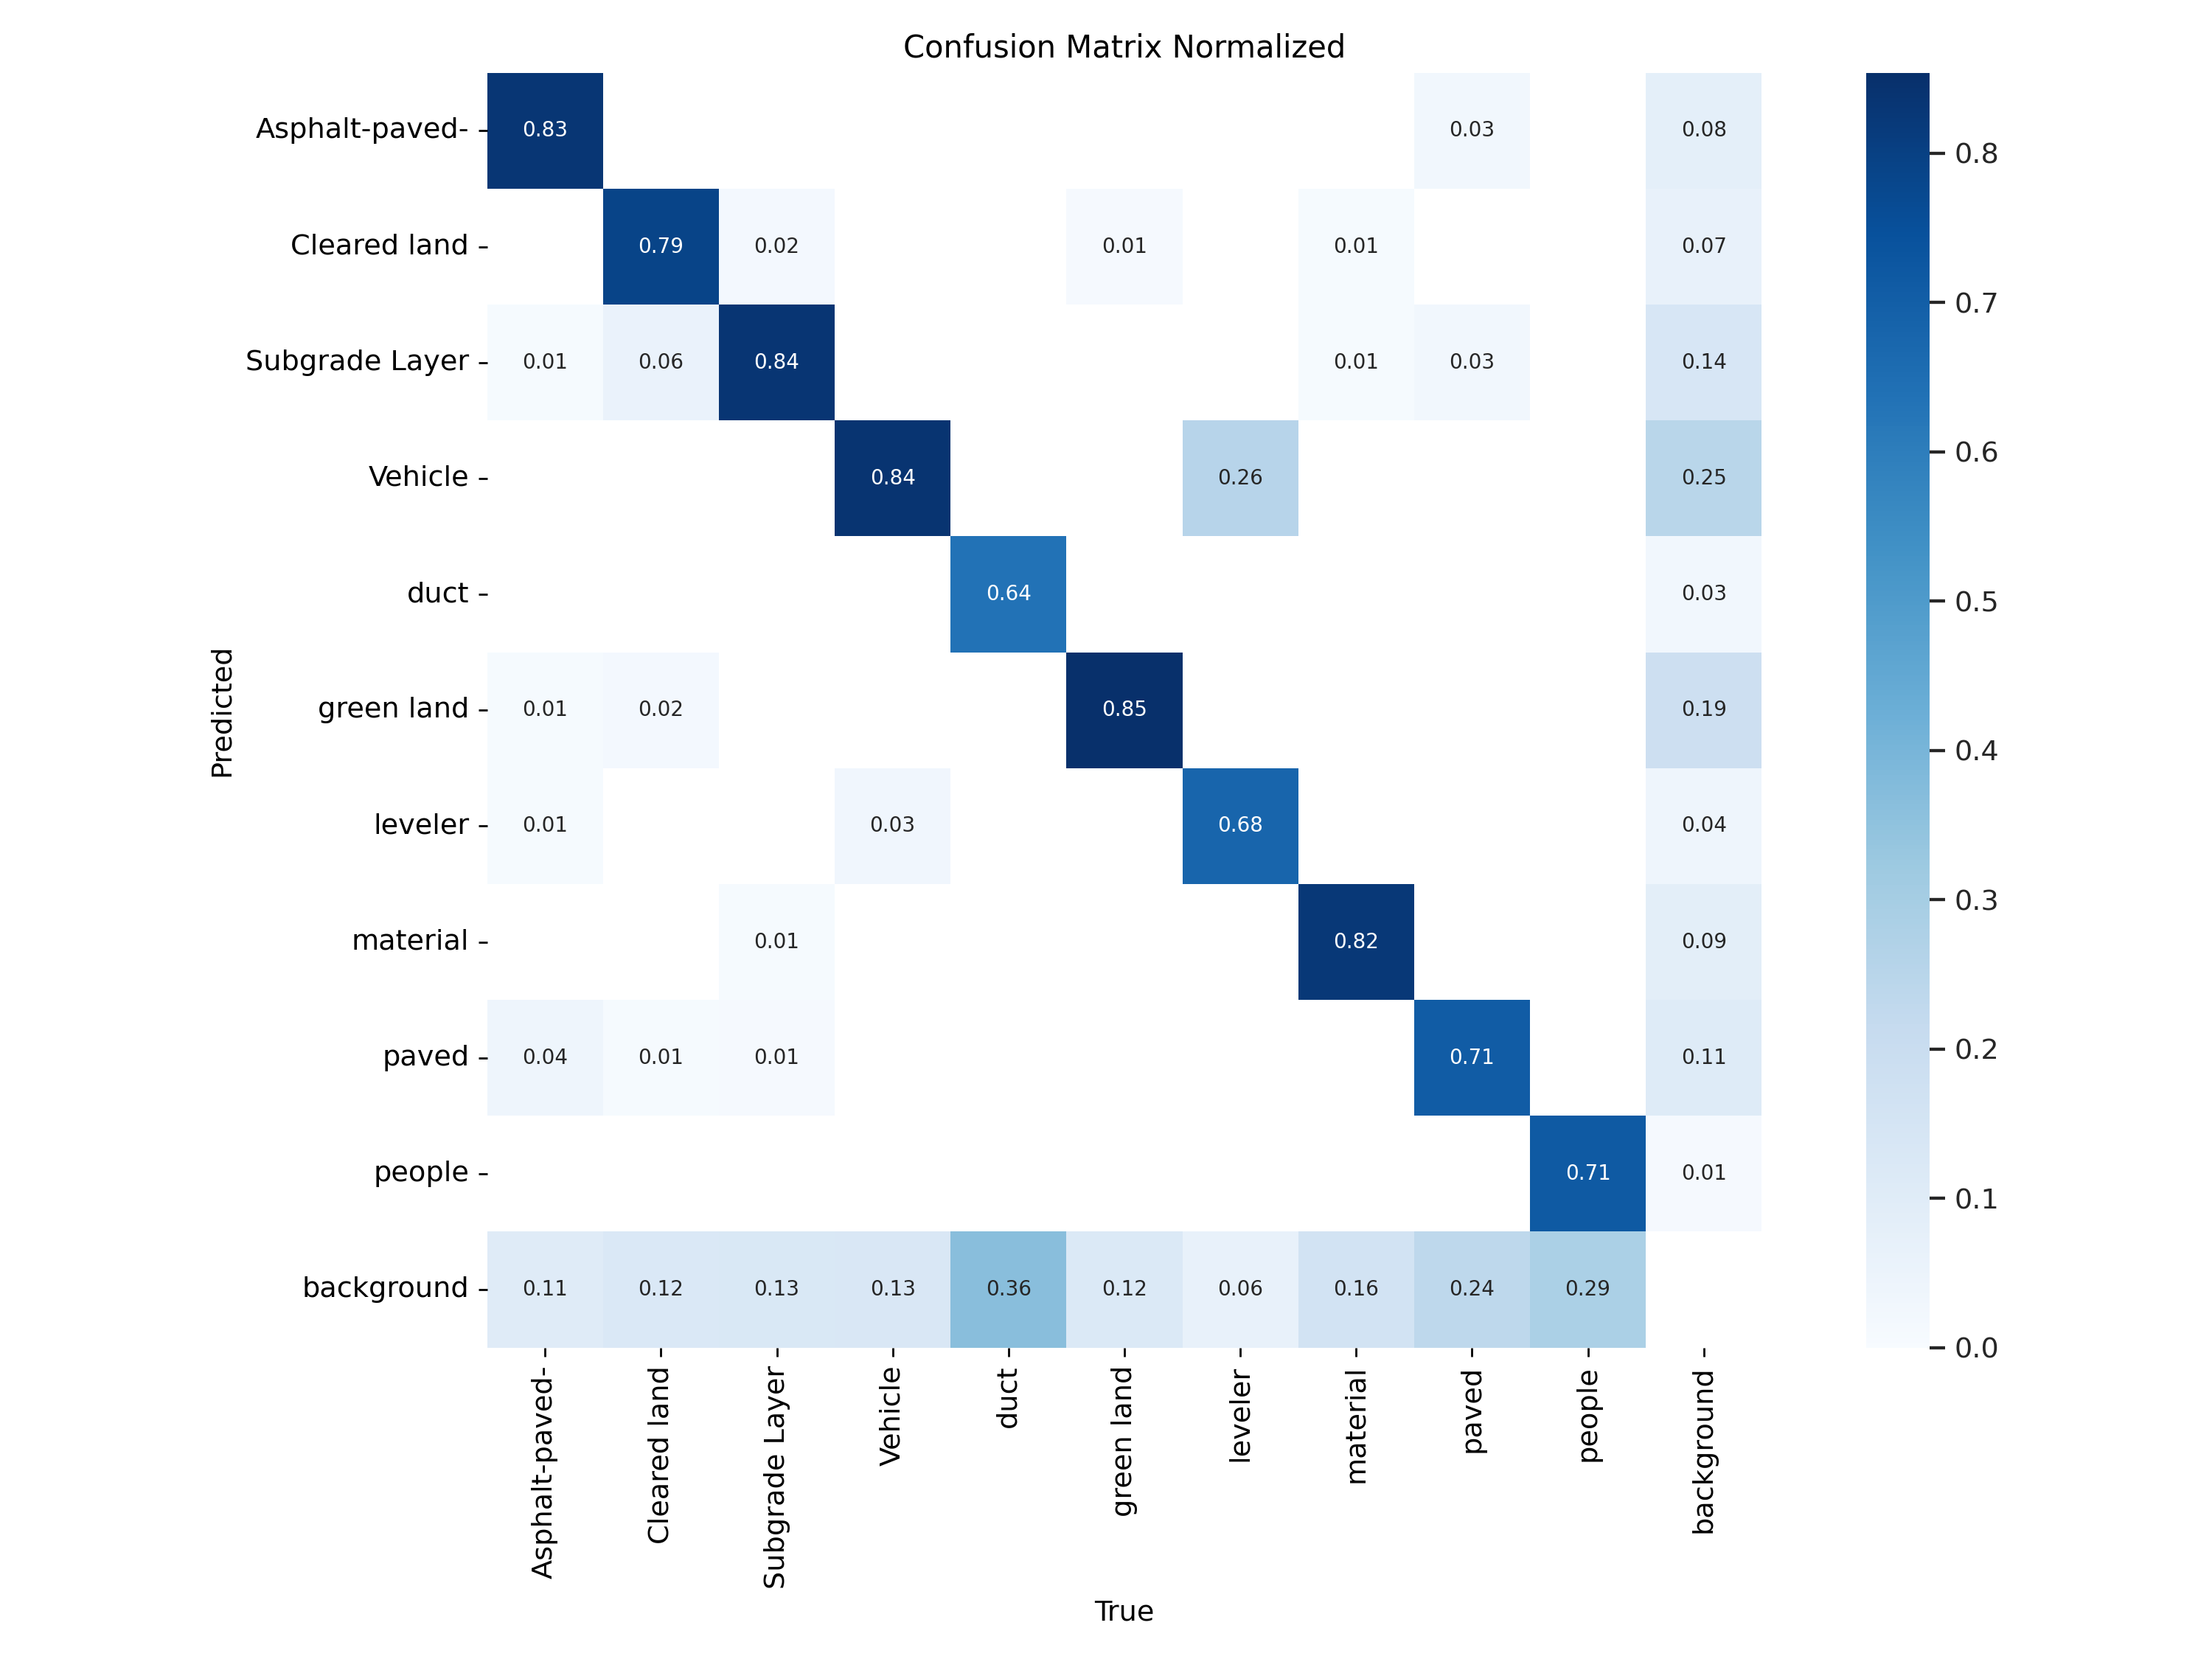 Confusion Matrix Normalized
Asphalt-paved- 0.83 0.03 0.08
Cleared land 0.79 0.02 0.01 0.01 0.07
Subgrade Layer 0.01 0.06 0.84 0.01 0.03 0.14
Vehicle 0.84 0.26 0.25
duct 0.64 0.03
green land 0.01 0.02 0.85 0.19
leveler 0.01 0.03 0.68 0.04
material 0.01 0.82 0.09
paved 0.04 0.01 0.01 0.71 0.11
people 0.71 0.01
background 0.11 0.12 0.13 0.13 0.36 0.12 0.06 0.16 0.24 0.29
Predicted
Asphalt-paved- Cleared land Subgrade Layer Vehicle duct green land leveler material paved people background
True
0.8
0.7
0.6
0.5
0.4
0.3
0.2
0.1
0.0